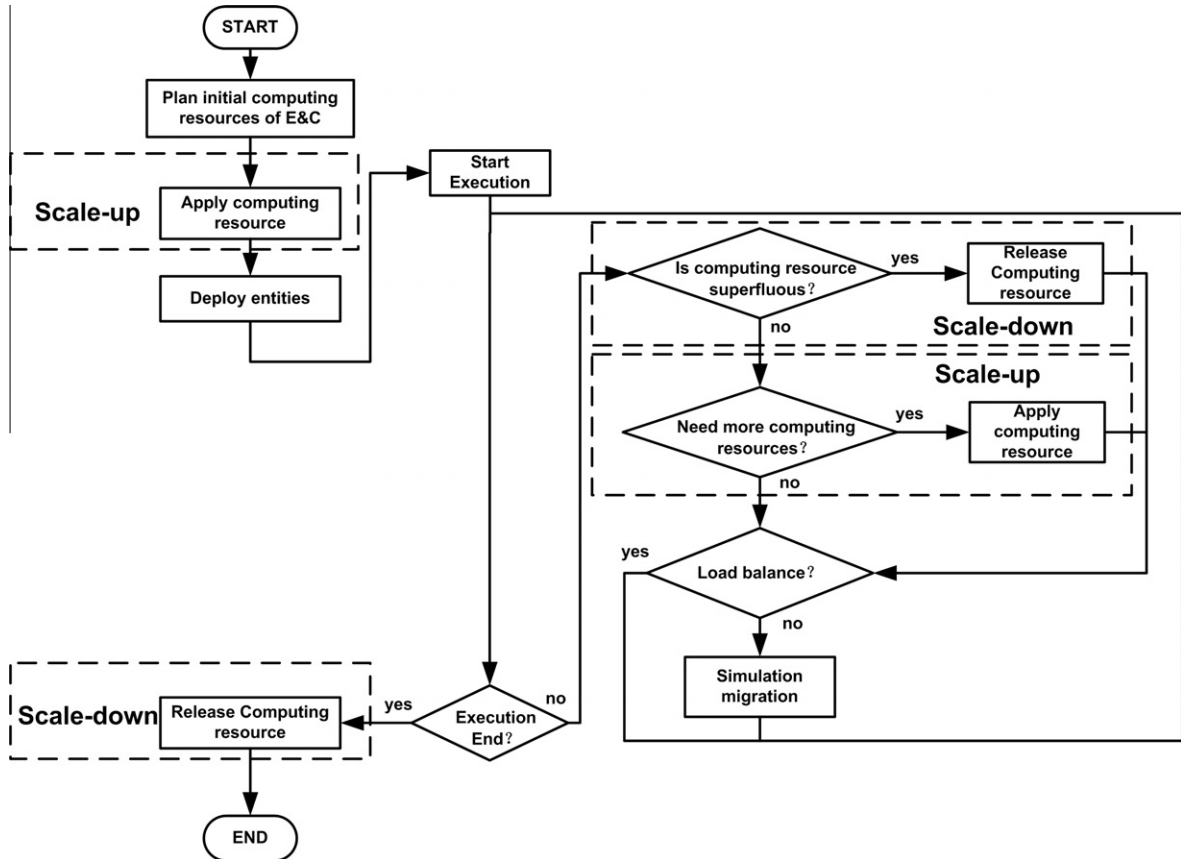 START
Plan initial computing
resources of E&C
Scale-up
Apply computing
resource
Deploy entities
Start
Execution
Is computing resource
superfluous？
yes
Release
Computing
resource
no
Scale-down
Scale-up
Need more computing
resources？
yes
Apply
computing
resource
no
yes
Load balance？
no
Simulation
migration
Execution
End？
no
yes
Scale-down
Release Computing
resource
END